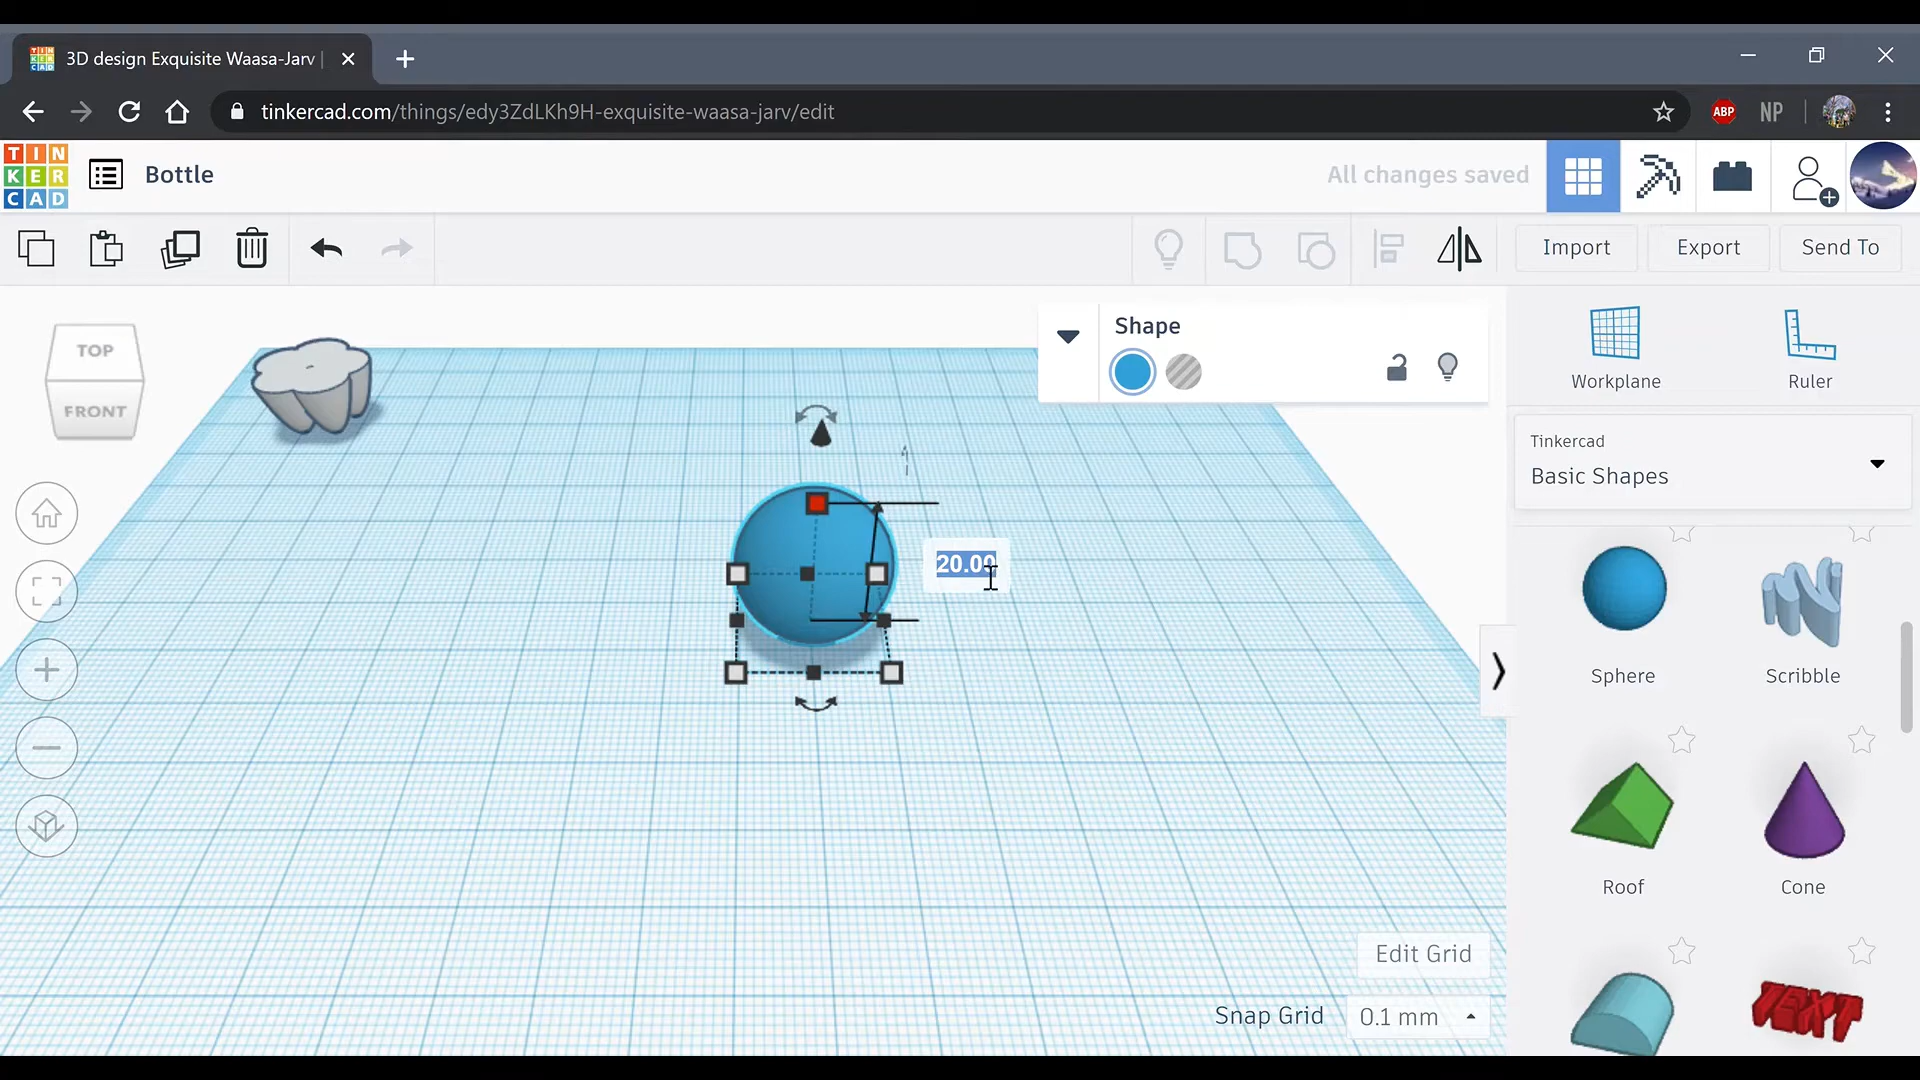 3D design Exquisite Waasa-Jarv |
tinkercad.com/things/edy3ZdLKh9H-exquisite-waasa-jarv/edit
ABP
NP
TIN
KER
CAD
Bottle
All changes saved
Import
Export
Send To
TOP
FRONT
Shape
Workplane
Ruler
Tinkercad
Basic Shapes
20.00
Sphere
Scribble
Roof
Cone
TEXT
Edit Grid
Snap Grid
0.1 mm